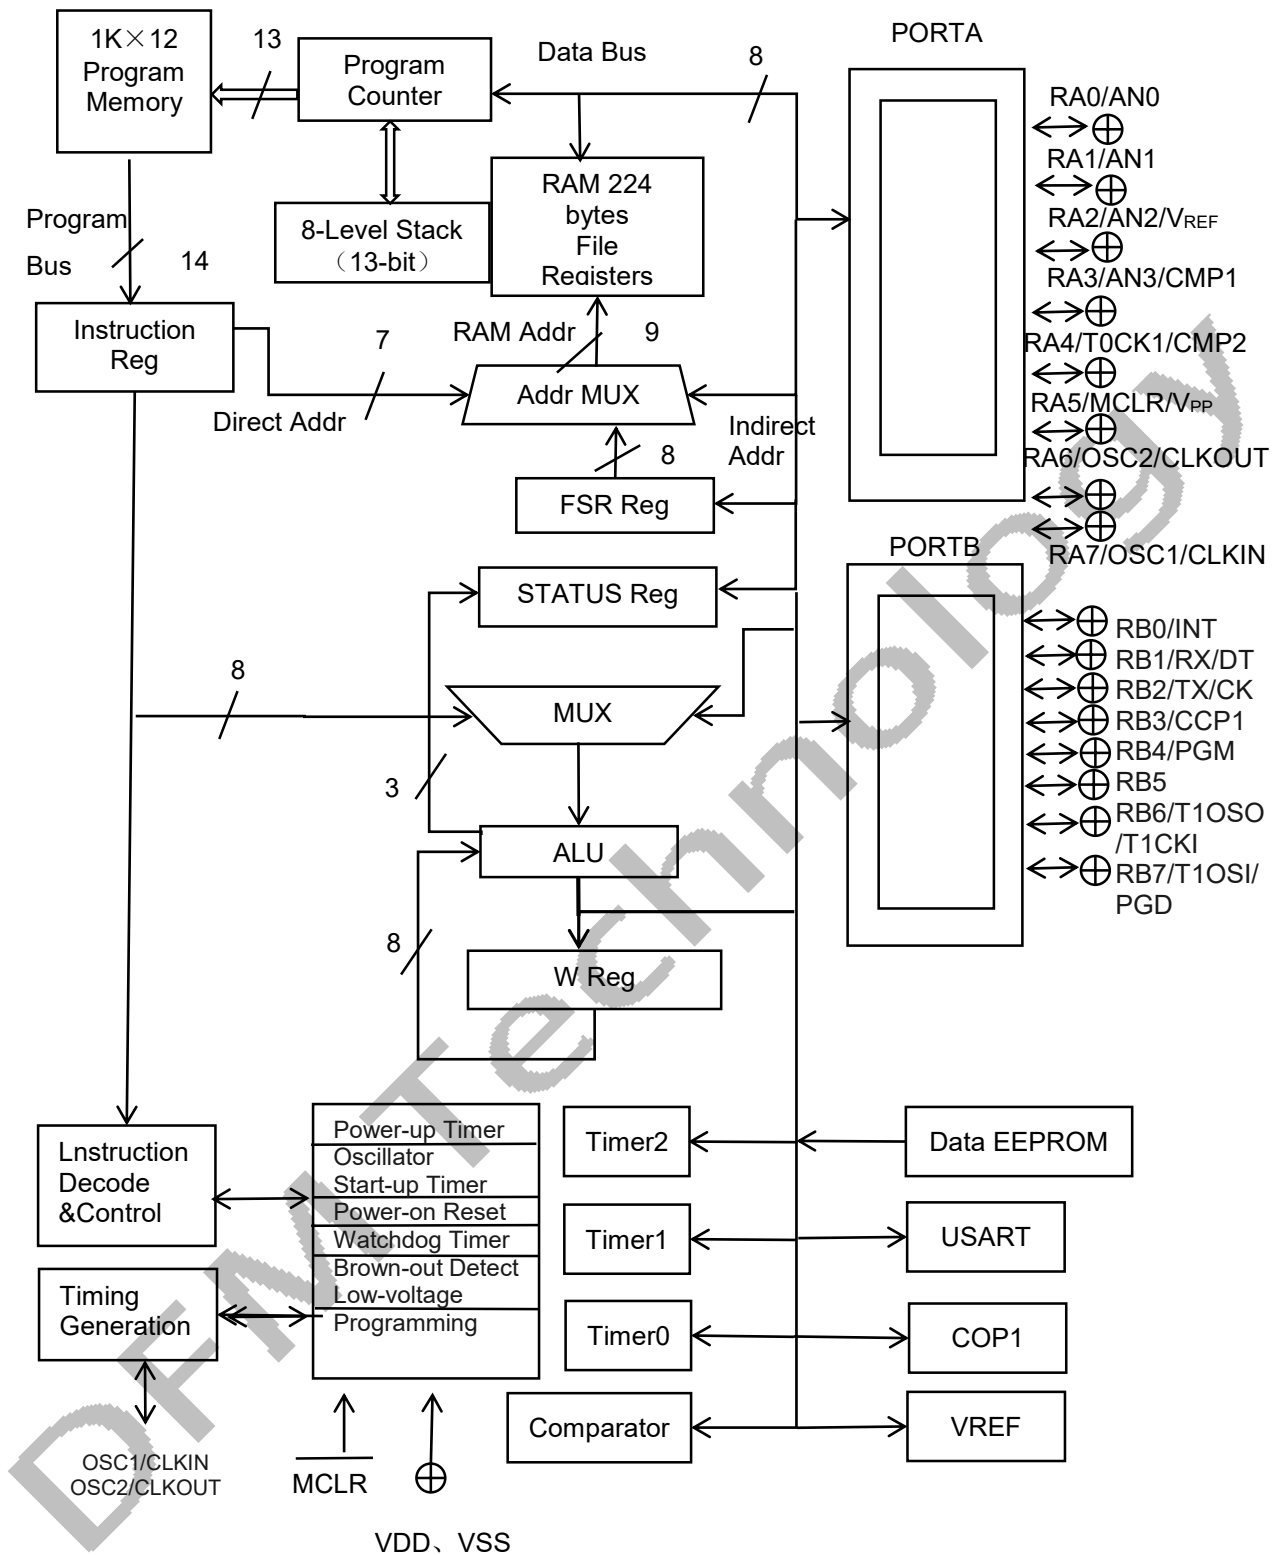 1K×12
Program
Memory
13
Program
Counter
Data Bus
8
PORTA
RA0/AN0
RA1/AN1
RA2/AN2/VREF
RA3/AN3/CMP1
RA4/T0CK1/CMP2
RA5/MCLR/VPP
RA6/OSC2/CLKOUT
RA7/OSC1/CLKIN
Program
Bus
14
8-Level Stack
（13-bit）
RAM 224
bytes
File
Registers
Instruction
Reg
7
Direct Addr
RAM Addr
9
Addr MUX
Indirect
Addr
8
FSR Reg
STATUS Reg
8
MUX
3
ALU
8
W Reg
PORTB
RB0/INT
RB1/RX/DT
RB2/TX/CK
RB3/CCP1
RB4/PGM
RB5
RB6/T1OSO
/T1CKI
RB7/T1OSI/
PGD
Lnstruction
Decode
&Control
Timing
Generation
OSC1/CLKIN
OSC2/CLKOUT
Power-up Timer
Oscillator
Start-up Timer
Power-on Reset
Watchdog Timer
Brown-out Detect
Low-voltage
Programming
MCLR
VDD、VSS
Timer2
Timer1
Timer0
Comparator
Data EEPROM
USART
COP1
VREF
DFM Technology